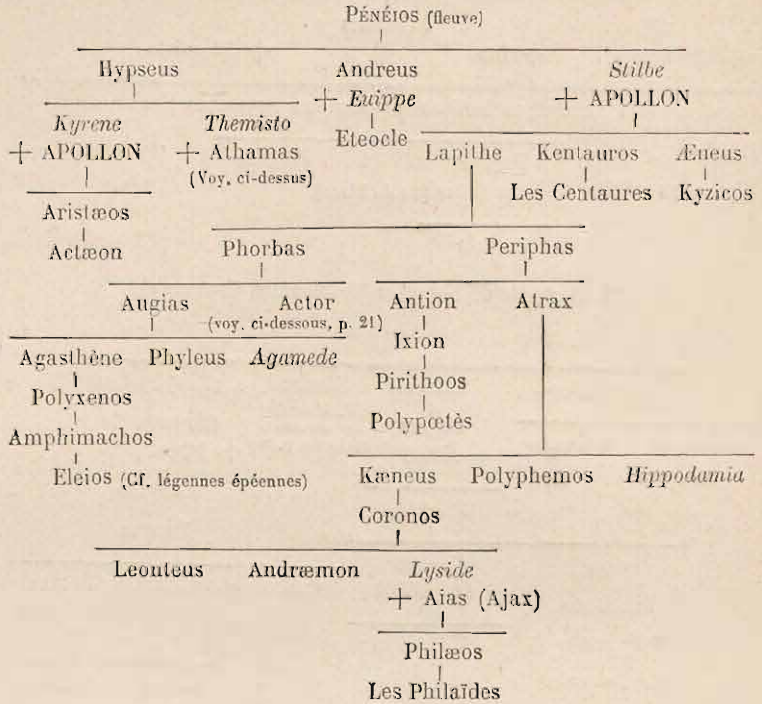 PÉNÉIOS (fleuve)
Hypseus Andreus Stilbe
+ Euippe + APOLLON
Kyrene Themisto Eteocle
+ APOLLON + Athamas Lapithe Kentauros Æneus
(Voy. ci-dessus) Les Centaures Kyzicos
Aristæos
Actæon Phorbas Periphas
Augias Actor Antion Atrax
(voy. ci-dessous, p. 21)
Agasthène Phyleus Agamede Ixion
Polyxenos Pirithoos
Amphimachos Polypœtès
Eleios (Cf. légennes épéennes) Kæneus Polyphemos Hippodamia
Coronos
Leonteus Andræmon Lyside
+ Aias (Ajax)
Philæos
Les Philaïdes